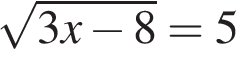 √(3x − 8) = 5